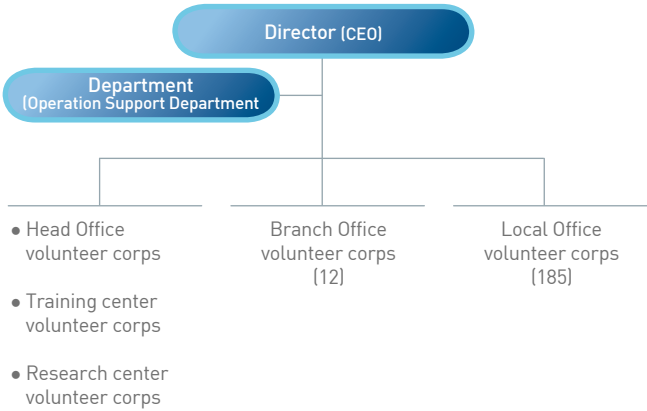 Director (CEO)
Department
(Operation Support Department
● Head Office
volunteer corps
● Training center
volunteer corps
● Research center
volunteer corps
Branch Office
volunteer corps
(12)
Local Office
volunteer corps
(185)